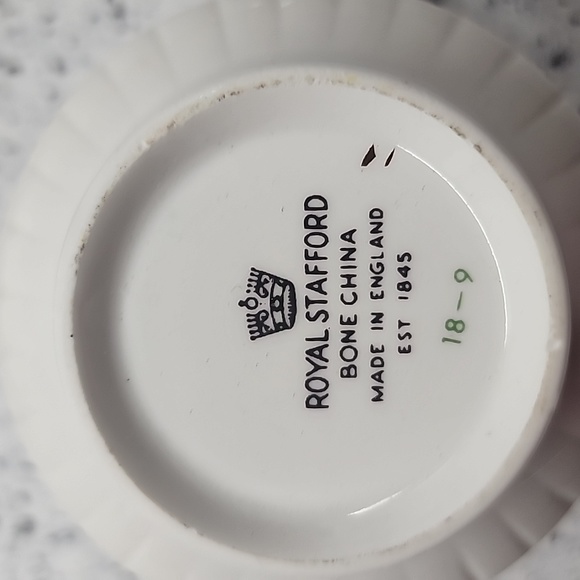 ROYAL STAFFORD
BONE CHINA
MADE IN ENGLAND
EST 1845
18-9